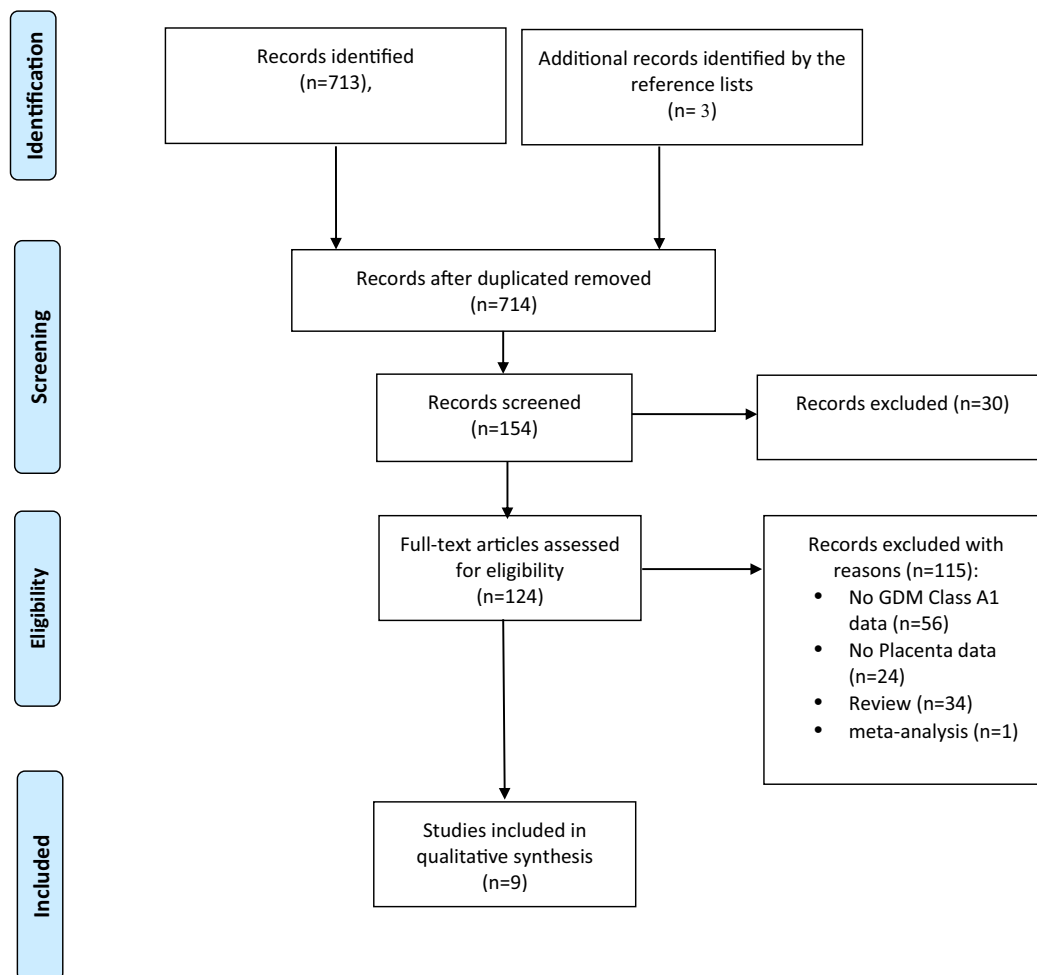 Identification
Records identified
(n=713),
Additional records identified by the
reference lists
(n= 3)
Screening
Records after duplicated removed
(n=714)
Records screened
(n=154)
Records excluded (n=30)
Eligibility
Full-text articles assessed
for eligibility
(n=124)
Records excluded with
reasons (n=115):
• No GDM Class A1
data (n=56)
• No Placenta data
(n=24)
• Review (n=34)
• meta-analysis (n=1)
Included
Studies included in
qualitative synthesis
(n=9)